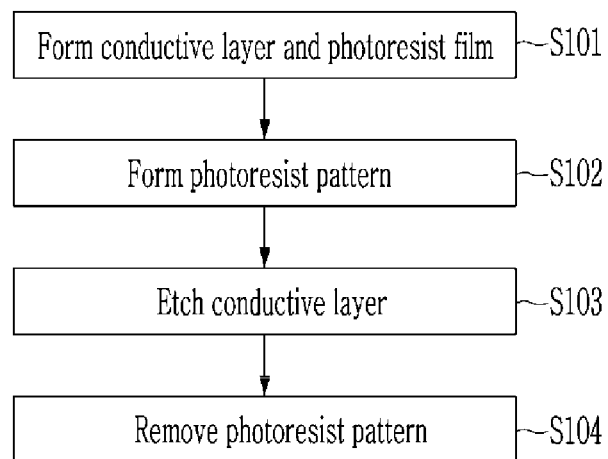 Form conductive layer and photoresist film S101
Form photoresist pattern S102
Etch conductive layer S103
Remove photoresist pattern S104